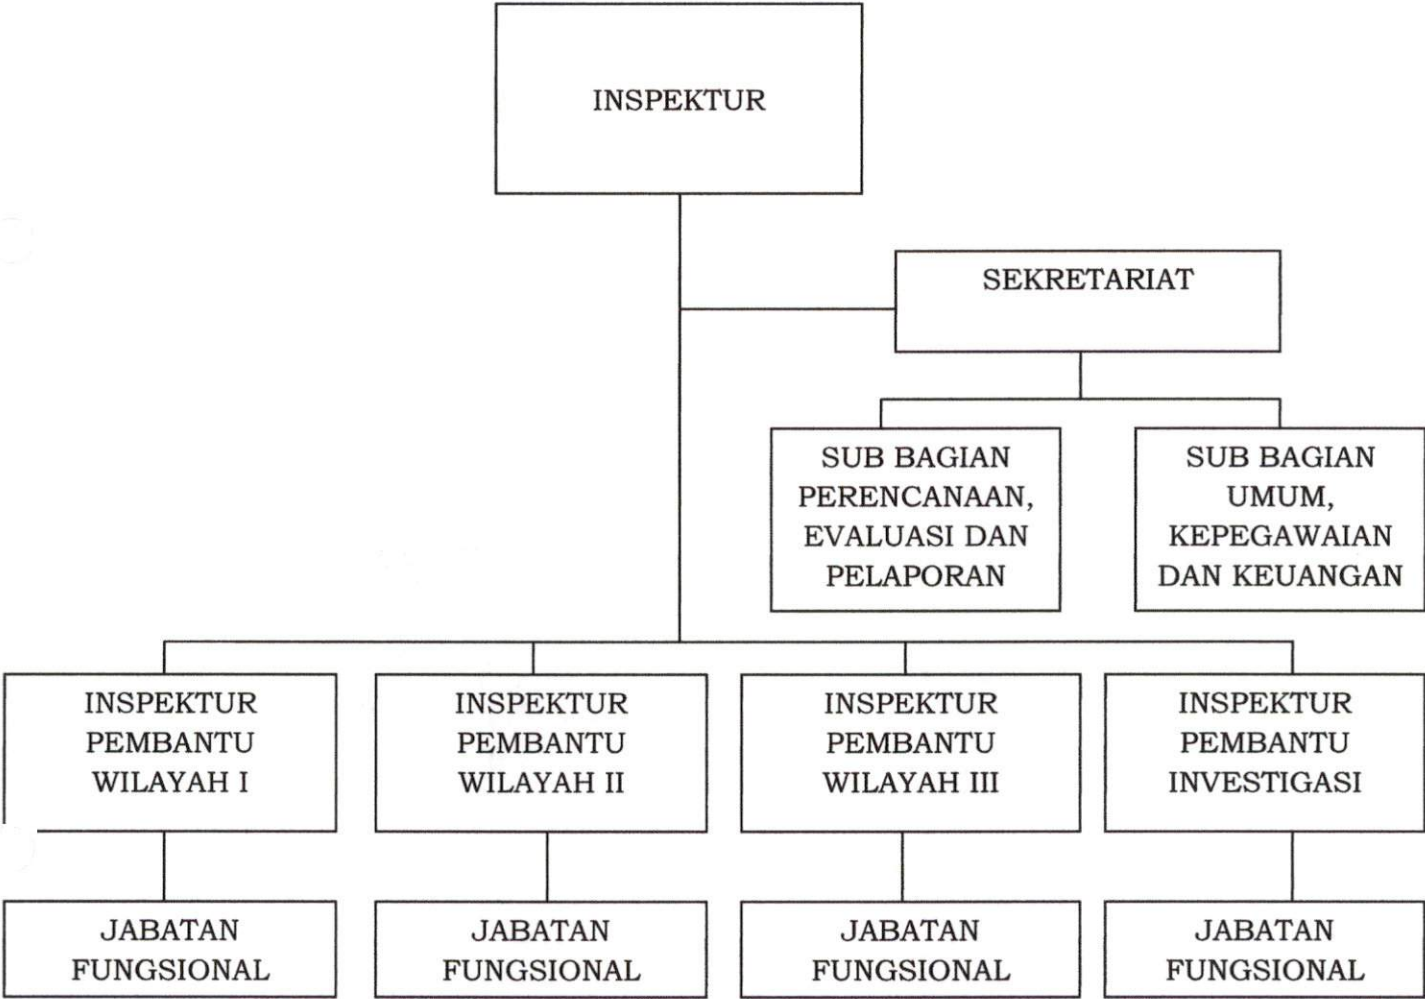 INSPEKTUR
SEKRETARIAT
SUB BAGIAN
PERENCANAAN,
EVALUASI DAN
PELAPORAN
SUB BAGIAN
UMUM,
KEPEGAWAIAN
DAN KEUANGAN
INSPEKTUR
PEMBANTU
WILAYAH I
INSPEKTUR
PEMBANTU
WILAYAH II
INSPEKTUR
PEMBANTU
WILAYAH III
INSPEKTUR
PEMBANTU
INVESTIGASI
JABATAN
FUNGSIONAL
JABATAN
FUNGSIONAL
JABATAN
FUNGSIONAL
JABATAN
FUNGSIONAL